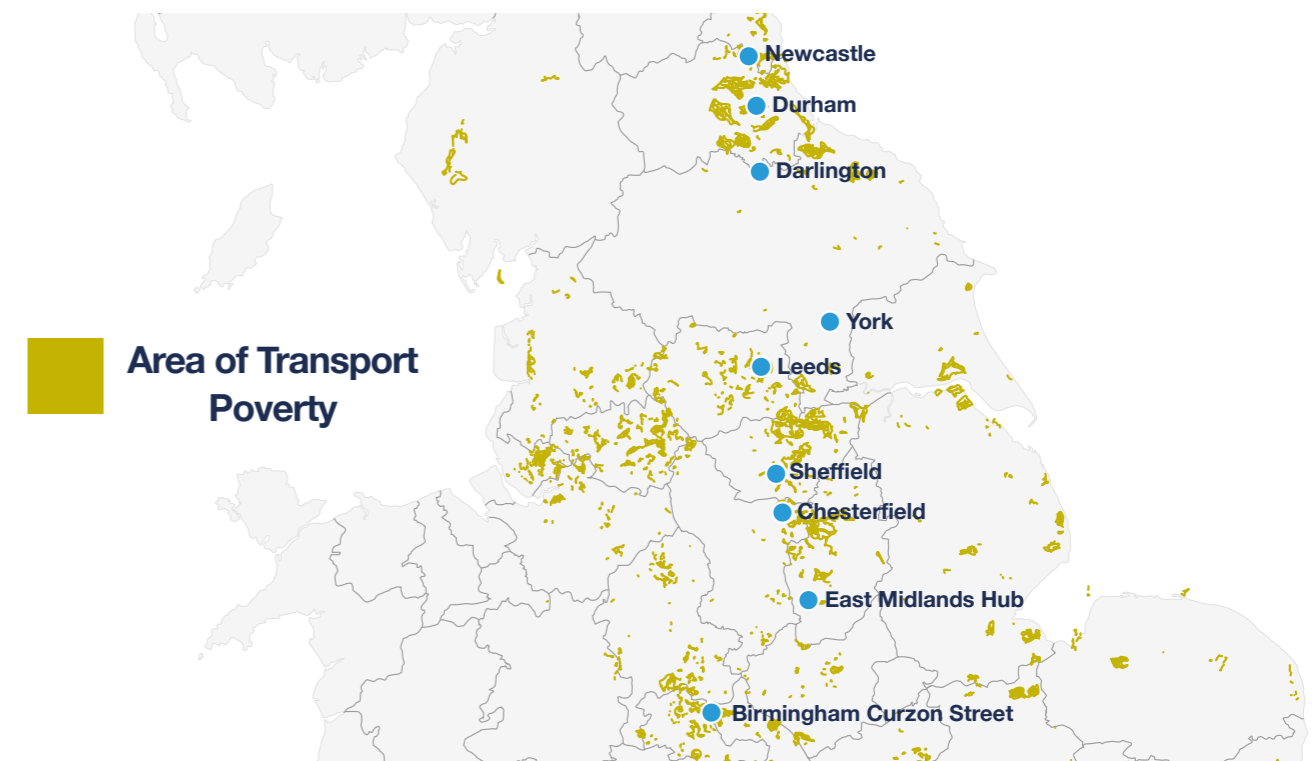 Newcastle
Durham
Darlington
York
Area of Transport
Poverty
Leeds
Sheffield
Chesterfield
East Midlands Hub
Birmingham Curzon Street